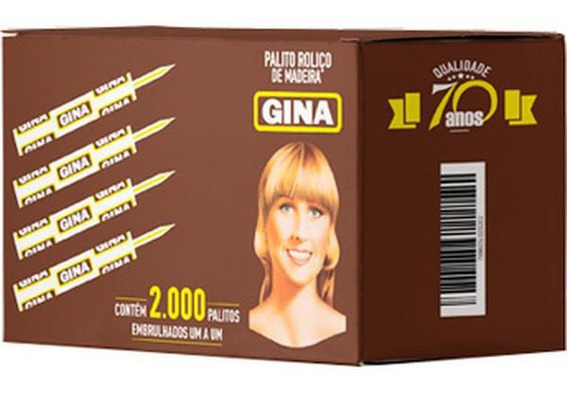 PALITO ROLIÇO
DE MADEIRA*
GINA
GINA
GINA
GINA
GINA
CONTÉM 2.000 PALITOS
EMBRULHADOS UM A UM
QUALIDADE
70
anos